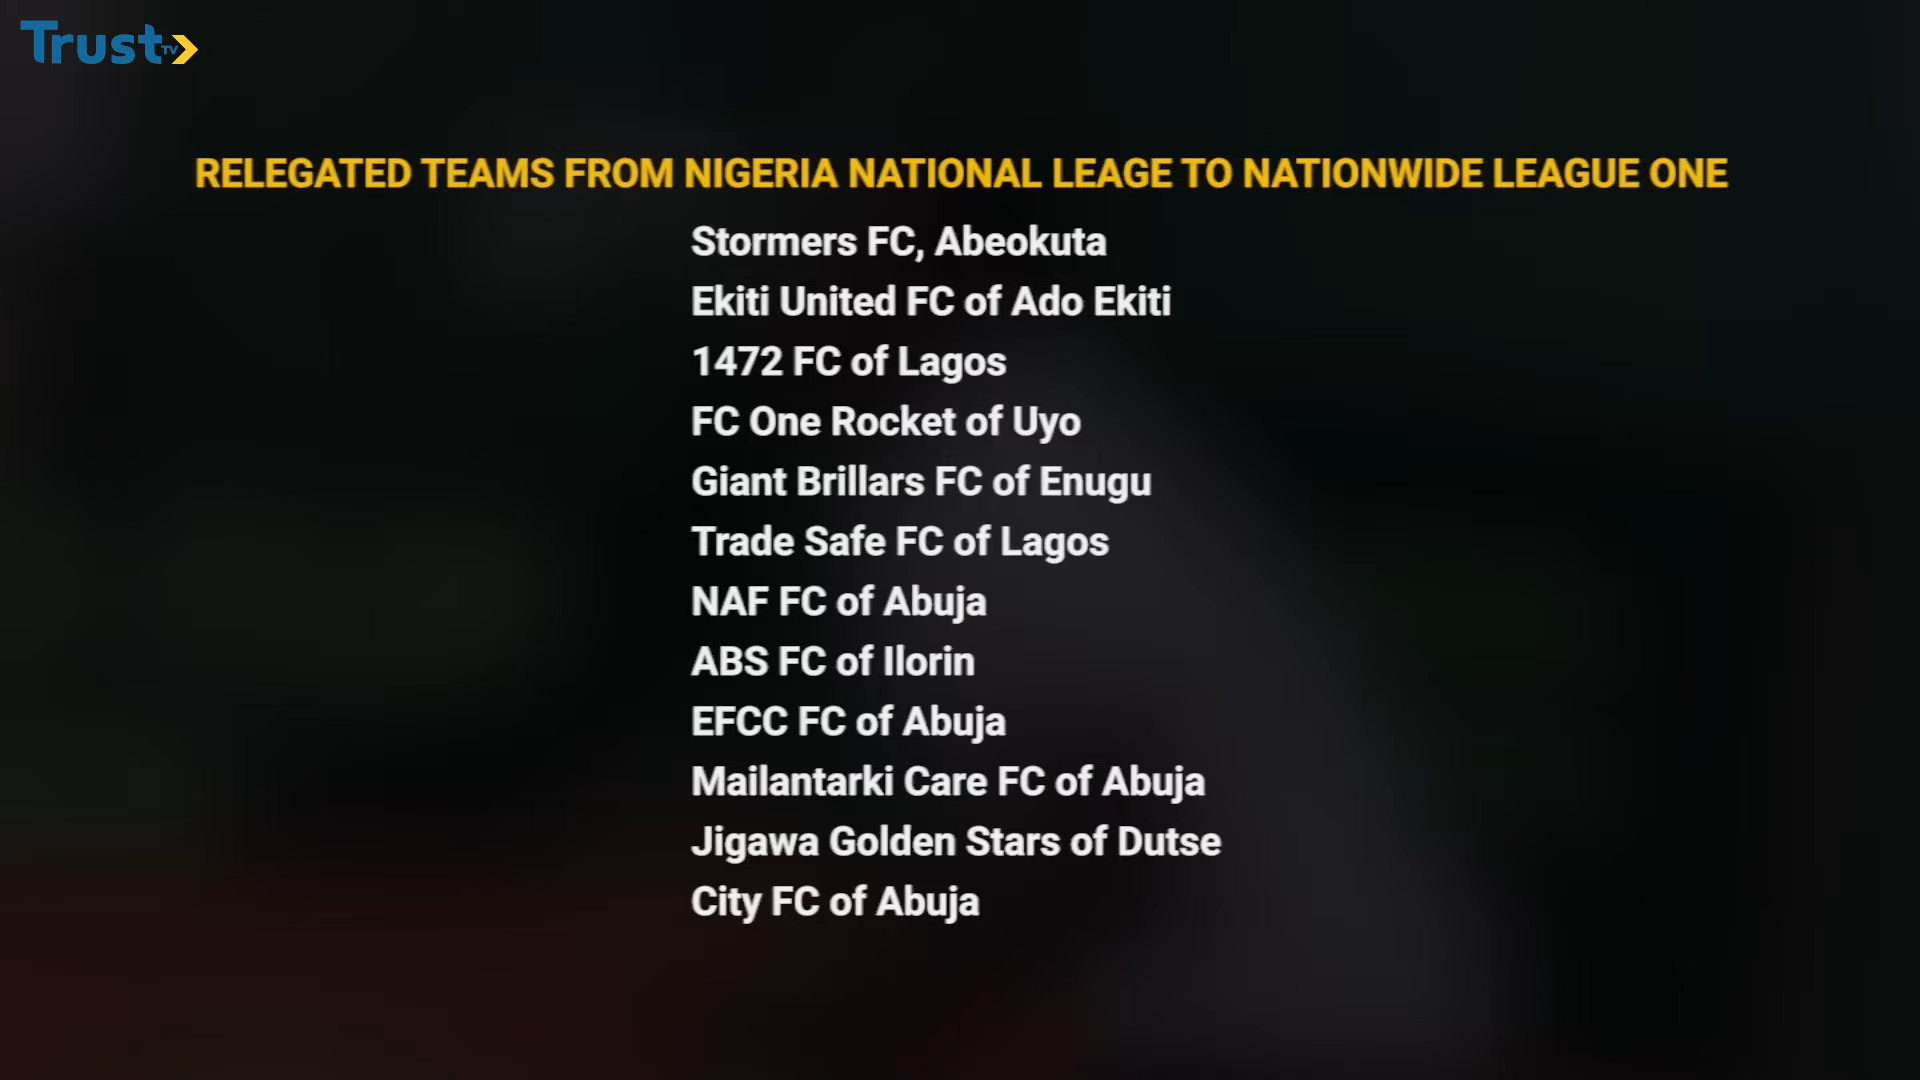 Trust TV
RELEGATED TEAMS FROM NIGERIA NATIONAL LEAGE TO NATIONWIDE LEAGUE ONE
Stormers FC, Abeokuta
Ekiti United FC of Ado Ekiti
1472 FC of Lagos
FC One Rocket of Uyo
Giant Brillars FC of Enugu
Trade Safe FC of Lagos
NAF FC of Abuja
ABS FC of Ilorin
EFCC FC of Abuja
Mailantarki Care FC of Abuja
Jigawa Golden Stars of Dutse
City FC of Abuja